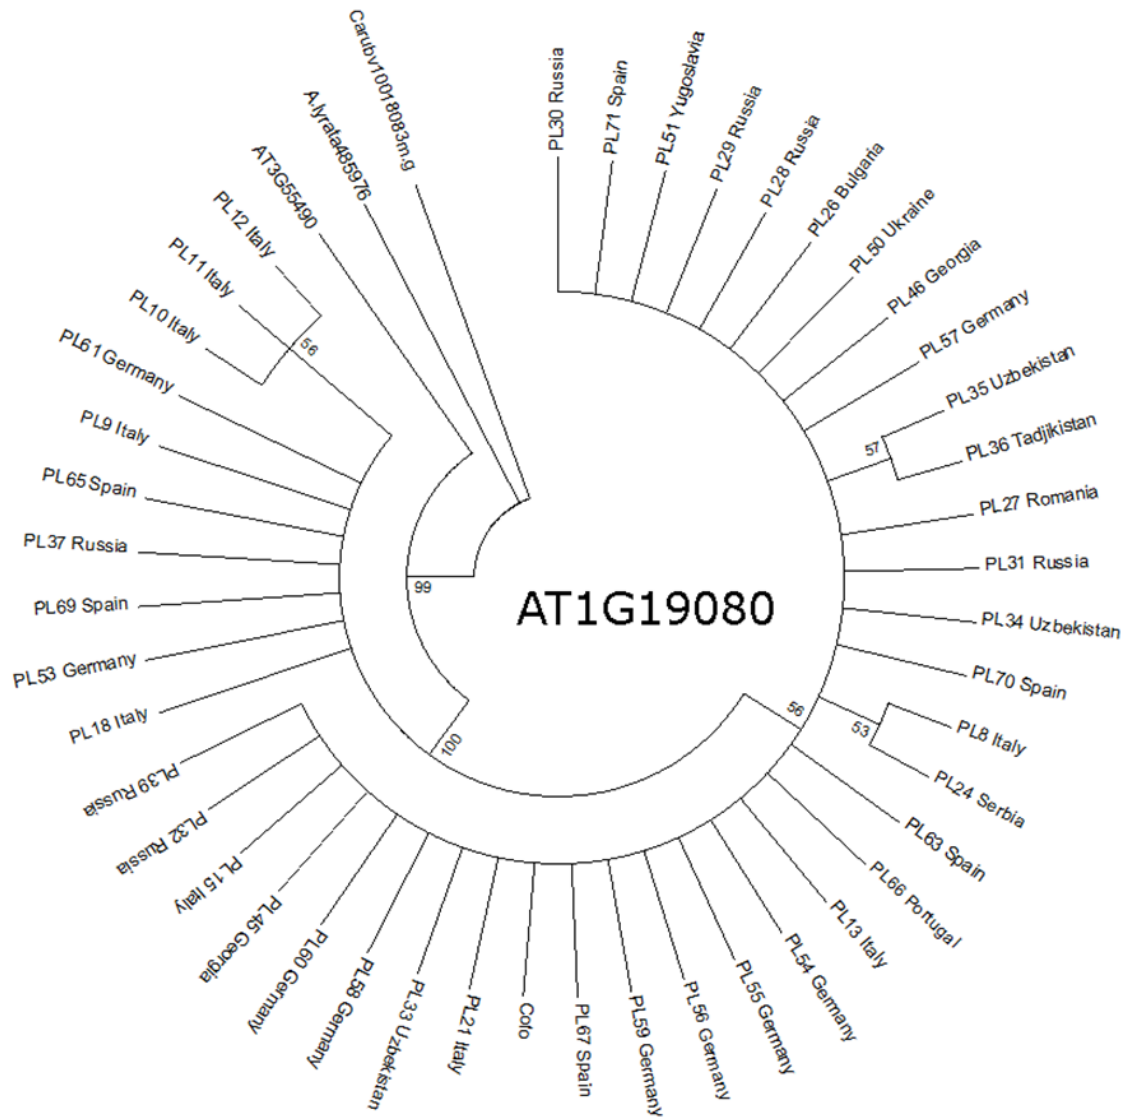 Carubv10018083m.g
PL30 Russia
PL71 Spain
PL51 Yugoslavia
PL29 Russia
PL28 Russia
PL26 Bulgaria
PL50 Ukraine
PL46 Georgia
PL57 Germany
PL35 Uzbekistan
57
PL36 Tadjikistan
PL27 Romania
PL31 Russia
PL34 Uzbekistan
PL70 Spain
PL8 Italy
53
PL24 Serbia
56
PL63 Spain
PL66 Portugal
PL13 Italy
PL54 Germany
PL55 Germany
PL56 Germany
PL59 Germany
PL67 Spain
Colo
PL21 Italy
PL33 Uzbekistan
PL58 Germany
PL60 Germany
PL45 Georgia
PL15 Italy
PL32 Russia
PL39 Russia
PL18 Italy
PL53 Germany
PL69 Spain
PL37 Russia
PL65 Spain
PL9 Italy
PL61 Germany
PL10 Italy
PL11 Italy
PL12 Italy
56
AT3G55490
A.lyrata485976
99
100
AT1G19080